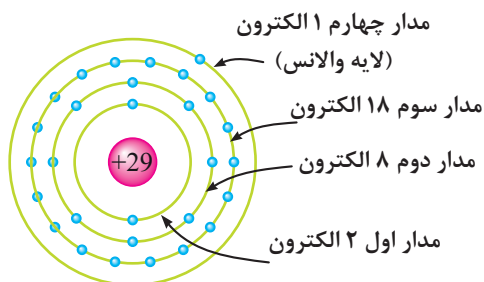 مدار چهارم ۱ الکترون
(لایه والانس)
مدار سوم ۱۸ الکترون
مدار دوم ۸ الکترون
+29
مدار اول ۲ الکترون